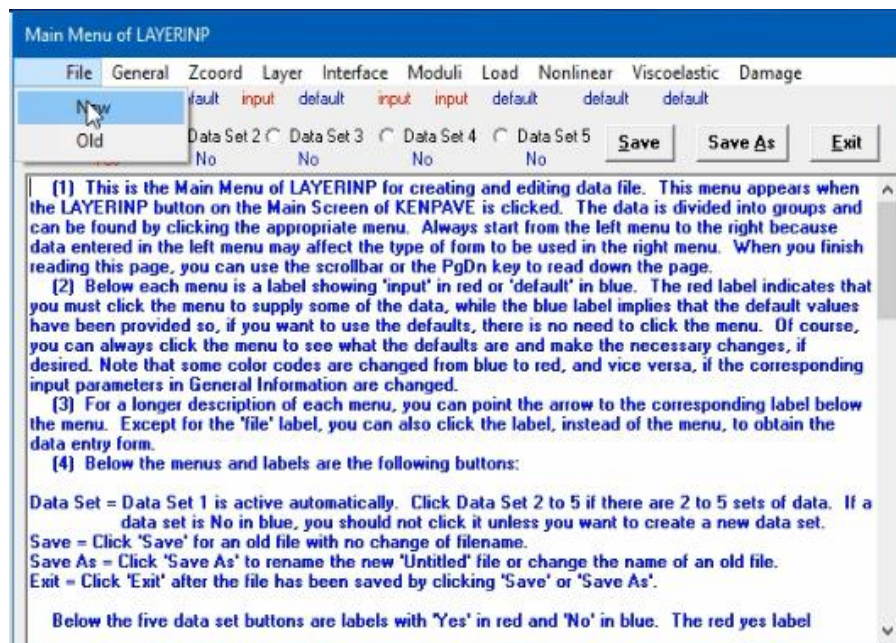 Main Menu of LAYERINP
File General Zcoord Layer Interface Moduli Load Nonlinear Viscoelastic Damage
input default input input default default default
New
Old
Data Set 2 Data Set 3 Data Set 4 Data Set 5 Save Save As Exit
No No No No
(1) This is the Main Menu of LAYERINP for creating and editing data file. This menu appears when
the LAYERINP button on the Main Screen of KENPAVE is clicked. The data is divided into groups and
can be found by clicking the appropriate menu. Always start from the left menu to the right because
data entered in the left menu may affect the type of form to be used in the right menu. When you finish
reading this page, you can use the scrollbar or the PgDn key to read down the page.
(2) Below each menu is a label showing 'input' in red or 'default' in blue. The red label indicates that
you must click the menu to supply some of the data, while the blue label implies that the default values
have been provided so, if you want to use the defaults, there is no need to click the menu. Of course,
you can always click the menu to see what the defaults are and make the necessary changes, if
desired. Note that some color codes are changed from blue to red, and vice versa, if the corresponding
input parameters in General Information are changed.
(3) For a longer description of each menu, you can point the arrow to the corresponding label below
the menu. Except for the 'file' label, you can also click the label, instead of the menu, to obtain the
data entry form.
(4) Below the menus and labels are the following buttons:
Data Set = Data Set 1 is active automatically. Click Data Set 2 to 5 if there are 2 to 5 sets of data. If a
data set is No in blue, you should not click it unless you want to create a new data set.
Save = Click 'Save' for an old file with no change of filename.
Save As = Click 'Save As' to rename the new 'Untitled' file or change the name of an old file.
Exit = Click 'Exit' after the file has been saved by clicking 'Save' or 'Save As'.
Below the five data set buttons are labels with 'Yes' in red and 'No' in blue. The red yes label